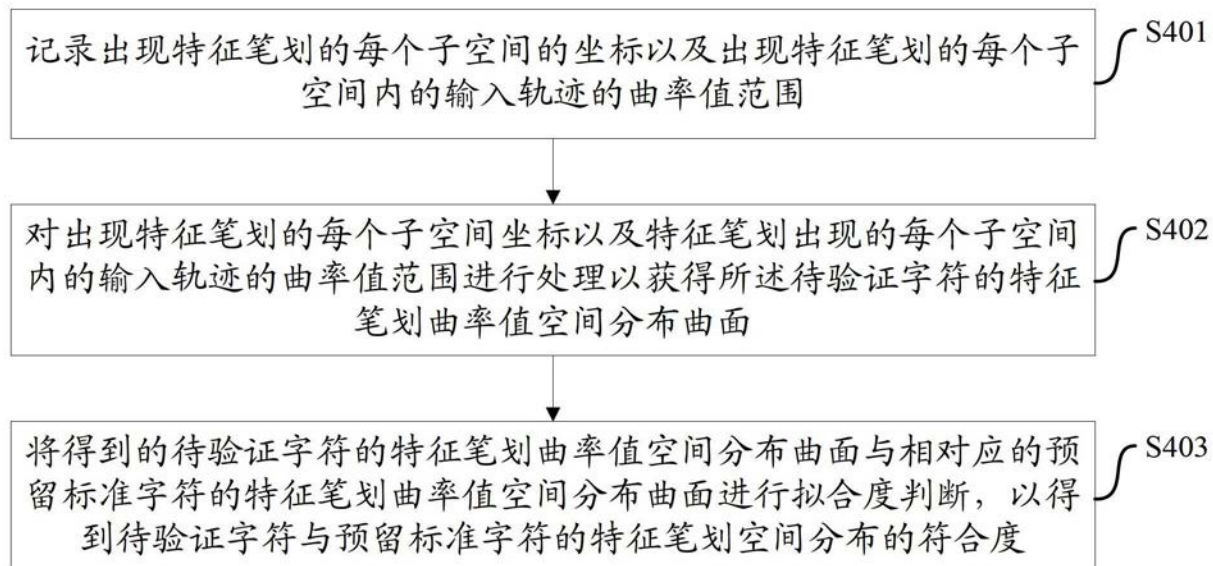 记录出现特征笔划的每个子空间的坐标以及出现特征笔划的每个子
空间内的输入轨迹的曲率值范围
S401
对出现特征笔划的每个子空间坐标以及特征笔划出现的每个子空间
内的输入轨迹的曲率值范围进行处理以获得所述待验证字符的特征
笔划曲率值空间分布曲面
S402
将得到的待验证字符的特征笔划曲率值空间分布曲面与相对应的预
留标准字符的特征笔划曲率值空间分布曲面进行拟合度判断，以得
到待验证字符与预留标准字符的特征笔划空间分布的符合度
S403